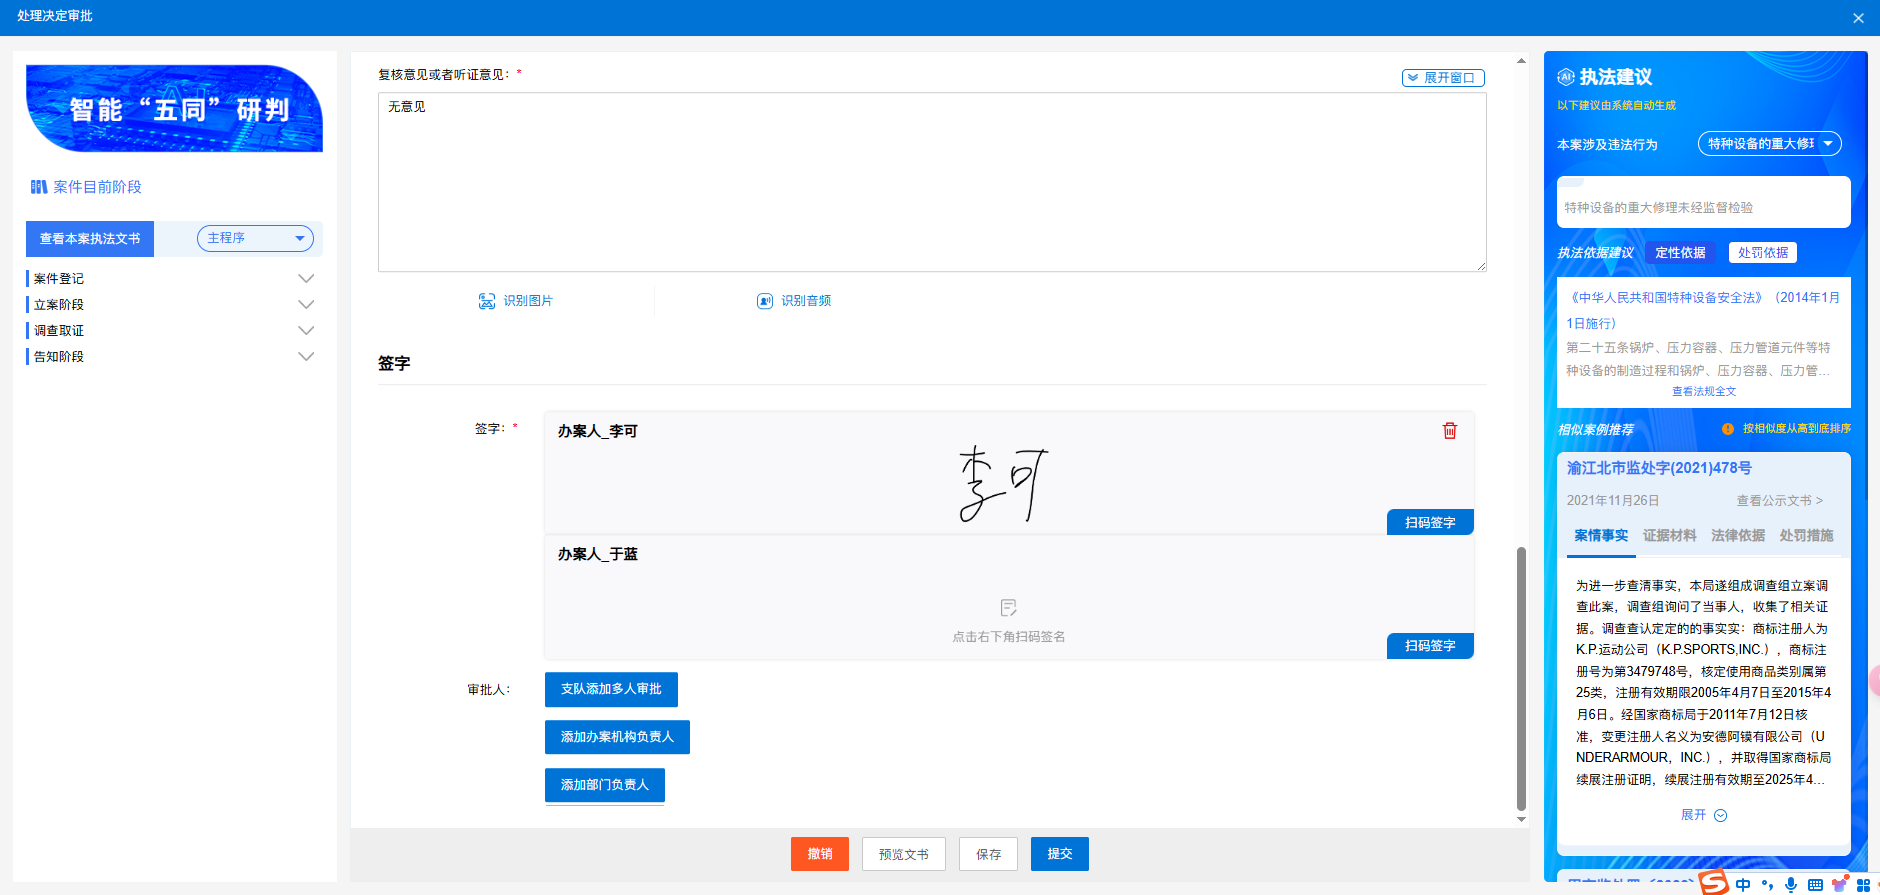 处理决定审批
智能“五同”研判
案件目前阶段
查看本案执法文书
主程序
案件登记
立案阶段
调查取证
告知阶段
复核意见或者听证意见：*
展开窗口
无意见
识别图片
识别音频
签字
签字：*
办案人_李可
李可
扫码签字
办案人_于蓝
点击右下角扫码签名
扫码签字
审批人：
支队添加多人审批
添加办案机构负责人
添加部门负责人
撤销
预览文书
保存
提交
AI 执法建议
以下建议由系统自动生成
本案涉及违法行为
特种设备的重大修理
特种设备的重大修理未经监督检验
执法依据建议
定性依据
处罚依据
《中华人民共和国特种设备安全法》（2014年1月
1日施行）
第二十五条锅炉、压力容器、压力管道元件等特
种设备的制造过程和锅炉、压力容器、压力管...
查看法规全文
相似案例推荐
按相似度从高到底排序
渝江北市监处字(2021)478号
2021年11月26日
查看公示文书 >
案情事实
证据材料
法律依据
处罚措施
为进一步查清事实，本局遂组成调查组立案调
查此案，调查组询问了当事人，收集了相关证
据。调查查认定定的的事实实：商标注册人为
K.P.运动公司（K.P.SPORTS,INC.），商标注
册号为第3479748号，核定使用商品类别属第
25类，注册有效期限2005年4月7日至2015年4
月6日。经国家商标局于2011年7月12日核
准，变更注册人名义为安德阿镆有限公司（U
NDERARMOUR，INC.），并取得国家商标局
续展注册证明，续展注册有效期至2025年4...
展开
中